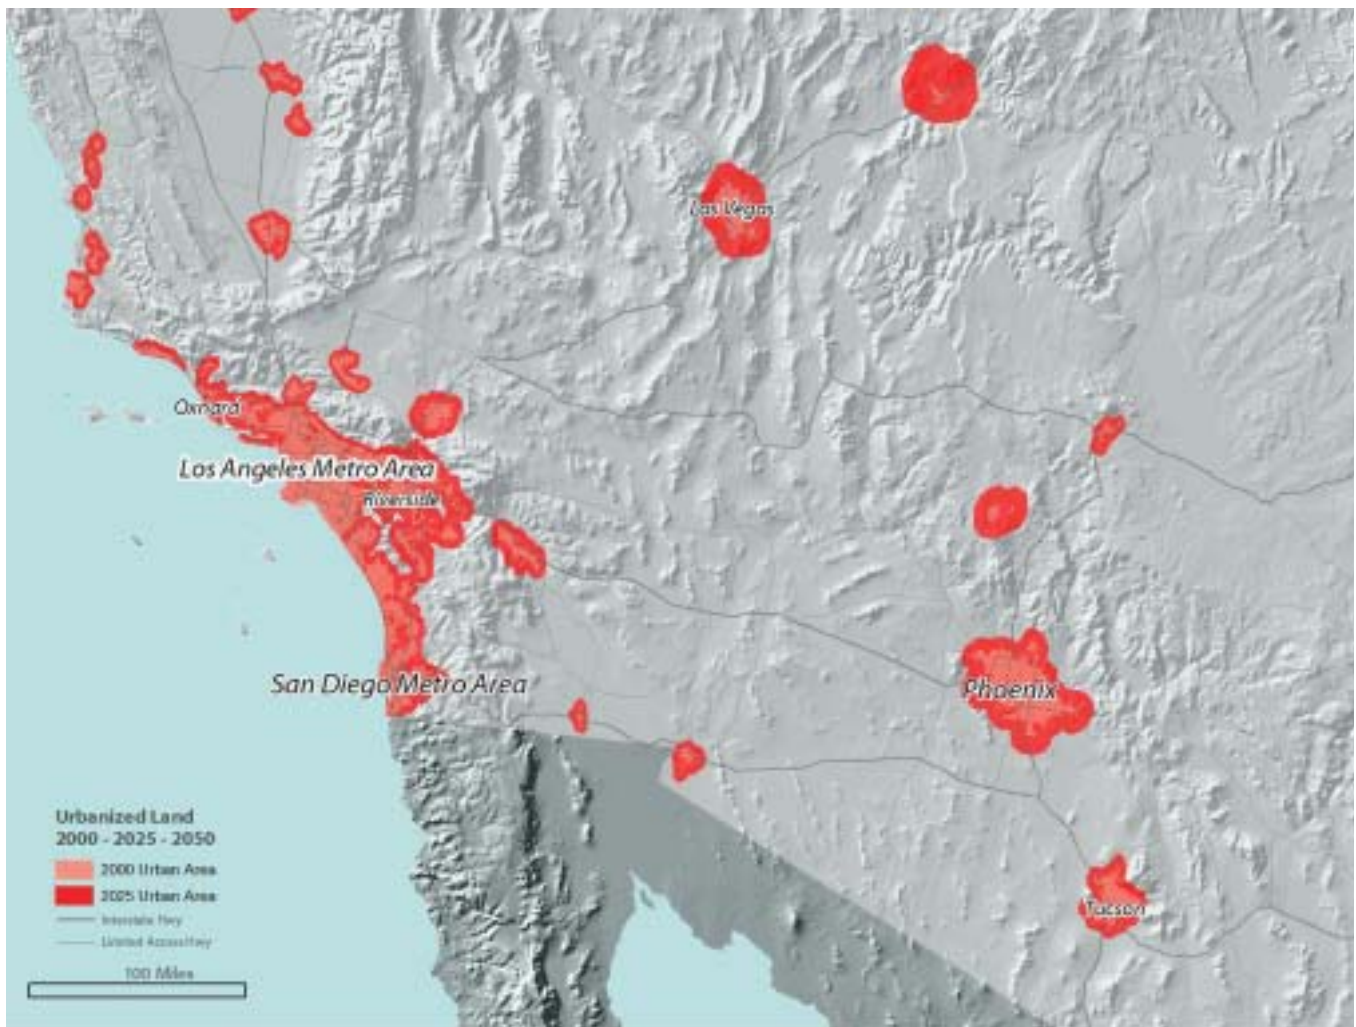 Las Vegas
Oxnard
Los Angeles Metro Area
Riverside
San Diego Metro Area
Phoenix
Urbanized Land
2000 - 2025 - 2050
2000 Urban Area
2025 Urban Area
Interstate Hwy
Limited Access Hwy
100 Miles
Tucson